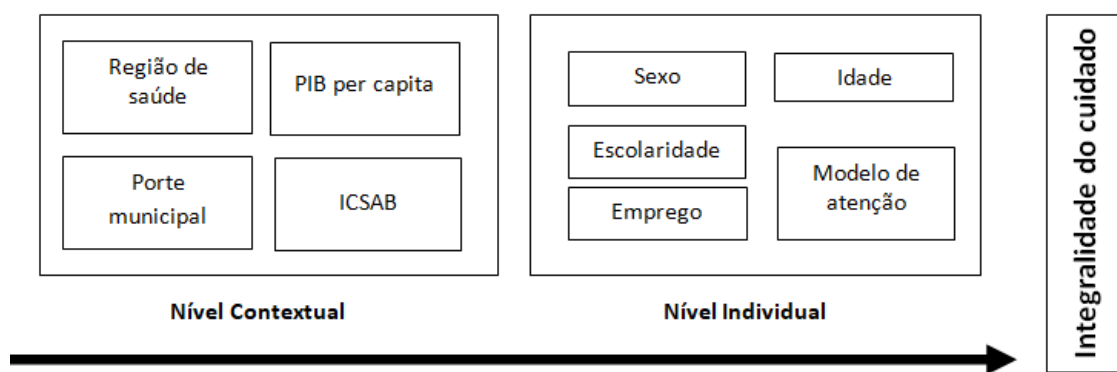 Região de
saúde
PIB per capita
Porte
municipal
ICSAB
Nível Contextual
Sexo
Idade
Escolaridade
Emprego
Modelo de
atenção
Nível Individual
Integralidade do cuidado